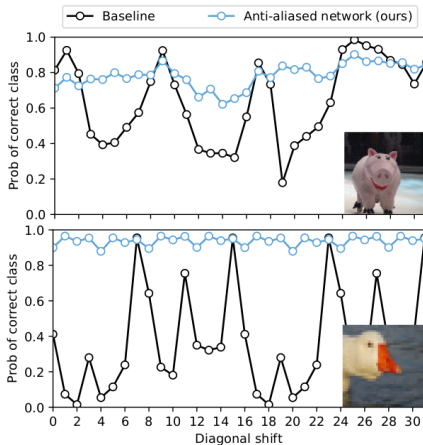 Baseline Anti-aliased network (ours)
1.0
0.8
0.6
0.4
0.2
0.0
Prob of correct class
1.0
0.8
0.6
0.4
0.2
0.0
Prob of correct class
0 2 4 6 8 10 12 14 16 18 20 22 24 26 28 30
Diagonal shift